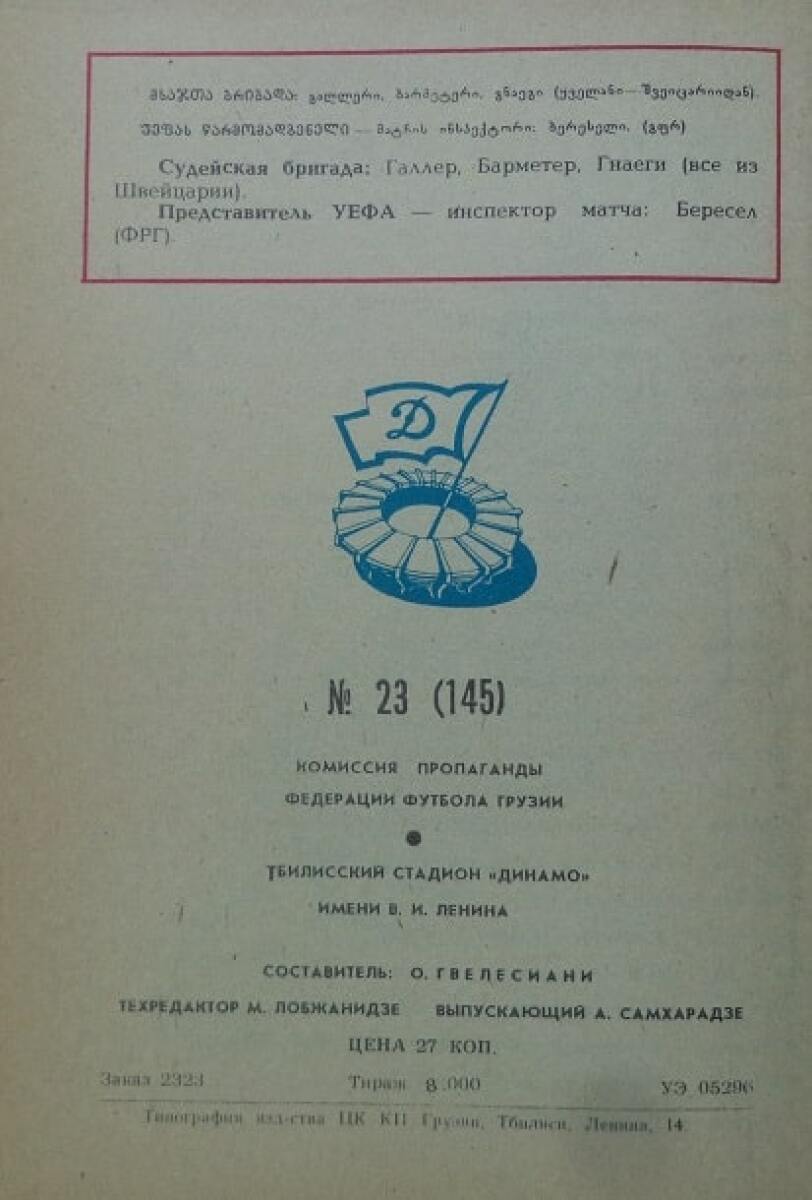 მსაჯთა ბრიგადა: გალლერი, ბარმეტერი, გნაეგი (ყველანი—შვეიცარიიდან).
უეფას წარმომადგენელი — მატჩის ინსპექტორი: ბერესელი, (გფრ)
Судейская бригада: Галлер, Барметер, Гнаеги (все из
Швейцарии).
Представитель УЕФА — инспектор матча: Бересел
(ФРГ).
Д
№ 23 (145)
КОМИССИЯ ПРОПАГАНДЫ
ФЕДЕРАЦИИ ФУТБОЛА ГРУЗИИ
●
ТБИЛИССКИЙ СТАДИОН «ДИНАМО»
ИМЕНИ В. И. ЛЕНИНА
СОСТАВИТЕЛЬ: О. ГВЕЛЕСИАНИ
ТЕХРЕДАКТОР М. ЛОБЖАНИДЗЕ ВЫПУСКАЮЩИЙ А. САМХАРАДЗЕ
ЦЕНА 27 КОП.
Заказ 2323 Тираж 8.000 УЭ 05296
Типография изд-ства ЦК КП Грузии, Тбилиси, Ленина, 14.